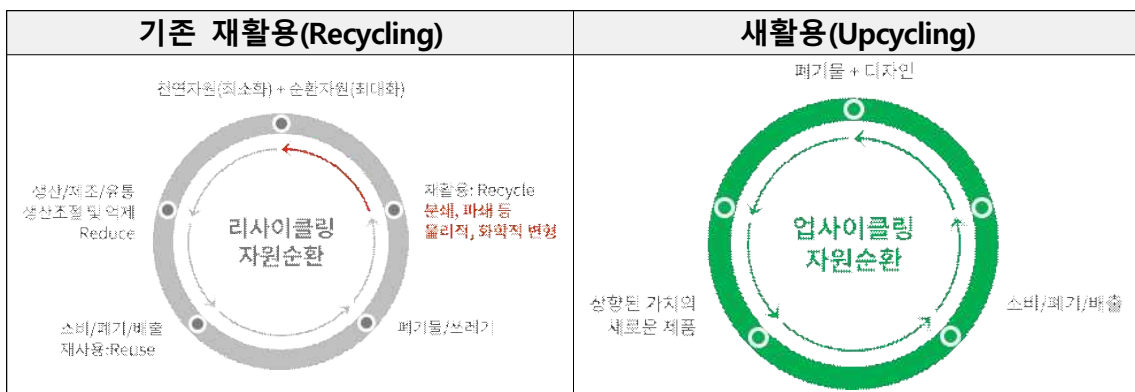 기존 재활용(Recycling)
새활용(Upcycling)
천연자원(최소화) + 순환자원(최대화)
생산/제조/유통
생산조절 및 억제
Reduce
재활용: Recycle
분쇄, 파쇄 등
물리적, 화학적 변형
리사이클링
자원순환
소비/폐기/배출
재사용:Reuse
폐기물/쓰레기
폐기물 + 디자인
업사이클링
자원순환
상향된 가치의
새로운 제품
소비/폐기/배출